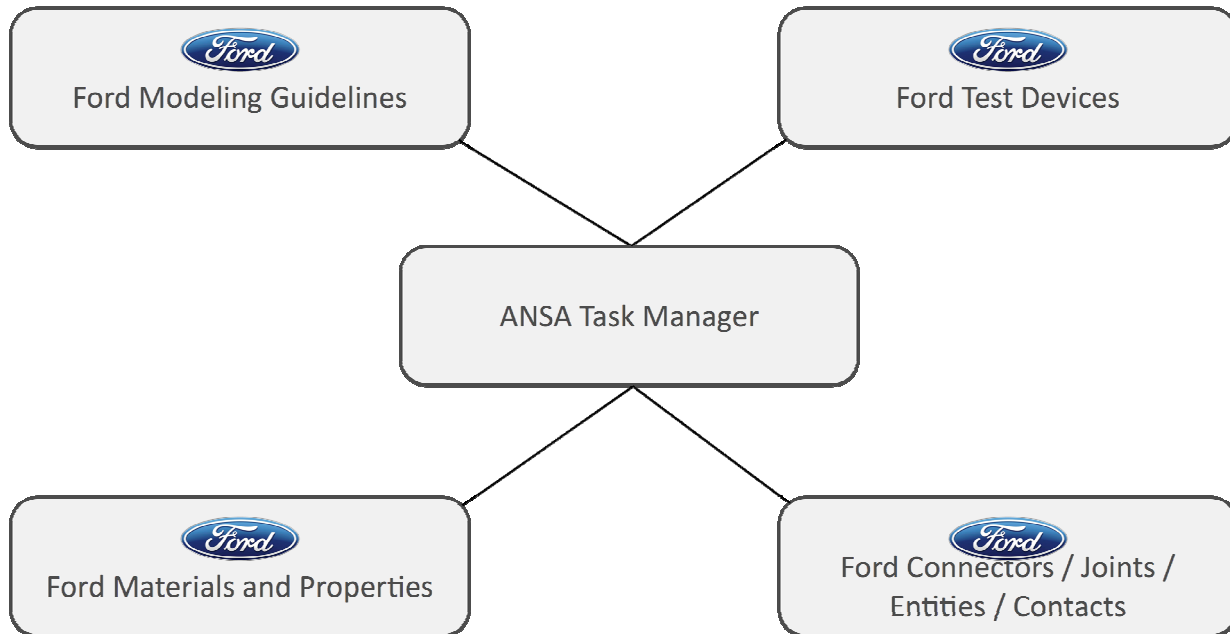 Ford
Ford Modeling Guidelines
Ford
Ford Test Devices
ANSA Task Manager
Ford
Ford Materials and Properties
Ford
Ford Connectors / Joints /
Entities / Contacts